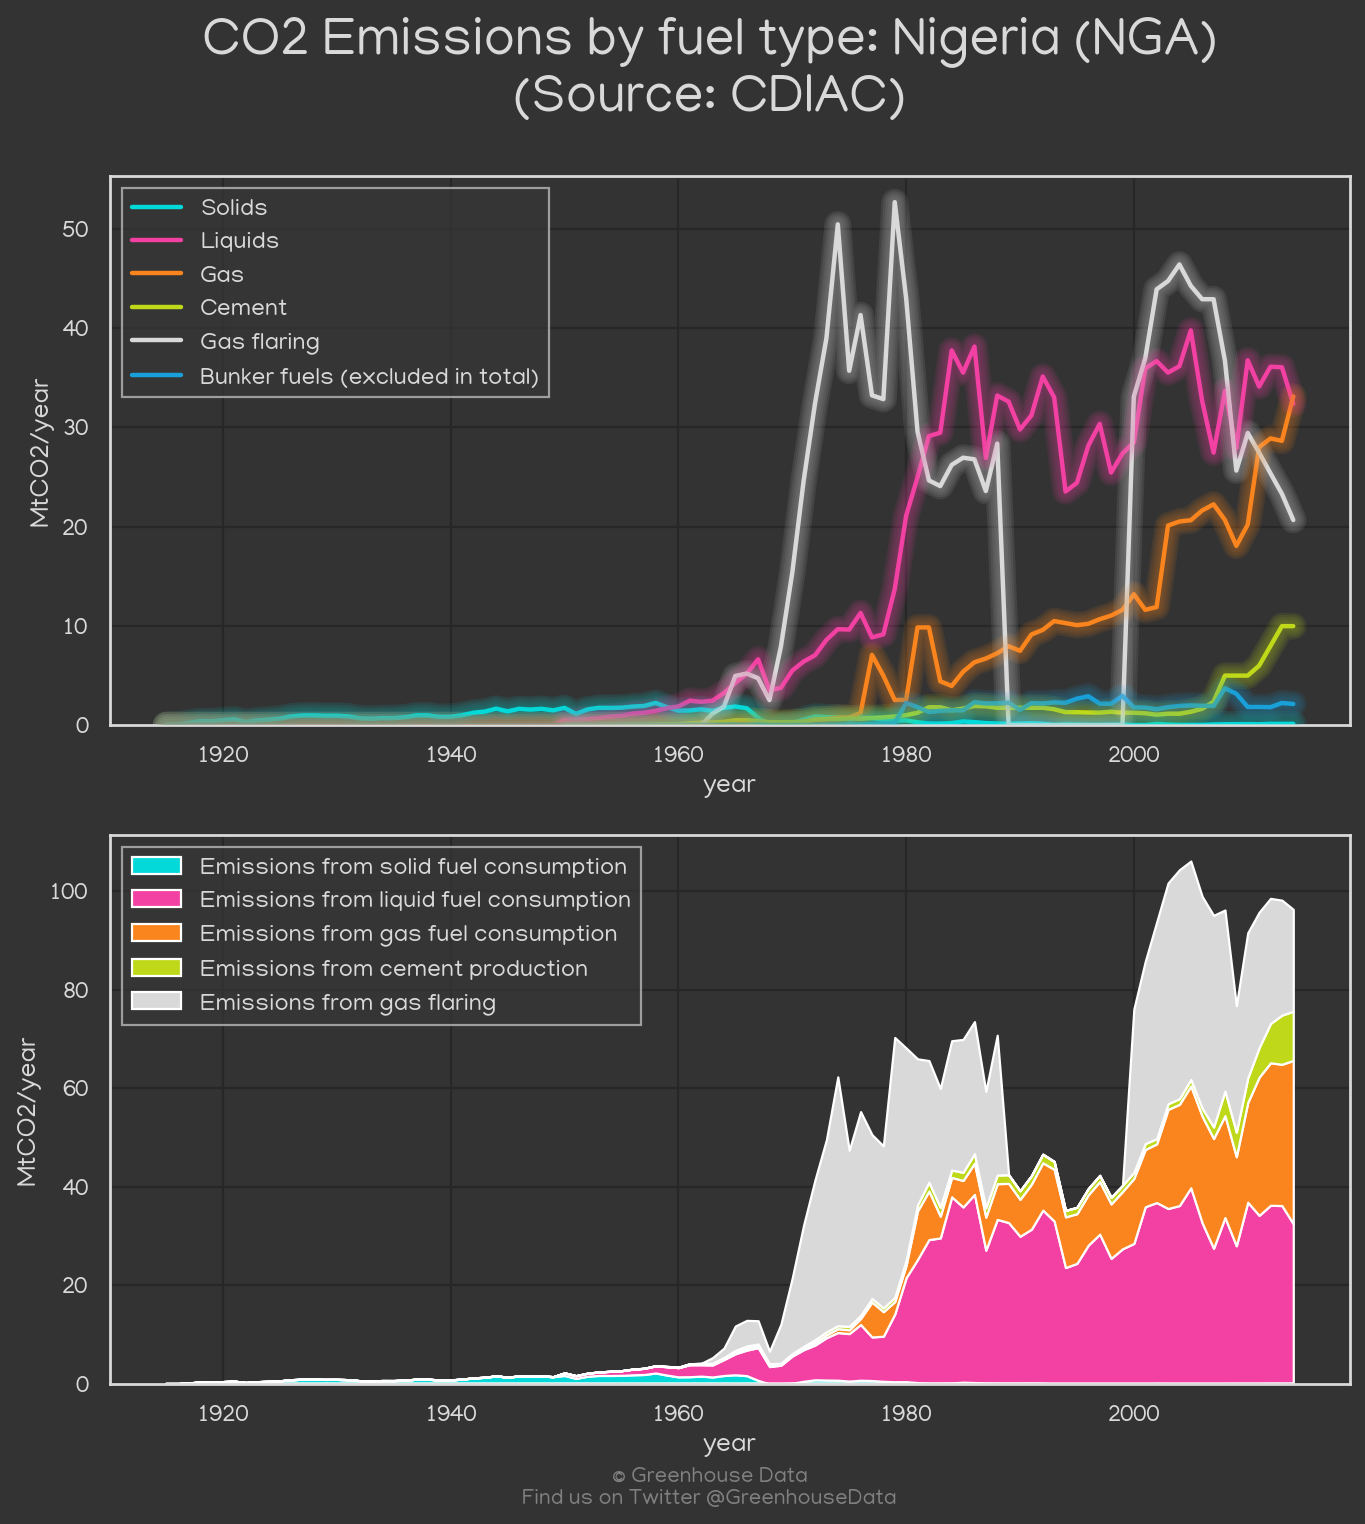 CO2 Emissions by fuel type: Nigeria (NGA)
(Source: CDIAC)
Solids
Liquids
Gas
Cement
Gas flaring
Bunker fuels (excluded in total)
50
40
30
20
10
0
MtCO2/year
1920
1940
1960
1980
2000
year
Emissions from solid fuel consumption
Emissions from liquid fuel consumption
Emissions from gas fuel consumption
Emissions from cement production
Emissions from gas flaring
100
80
60
40
20
0
MtCO2/year
1920
1940
1960
1980
2000
year
© Greenhouse Data
Find us on Twitter @GreenhouseData